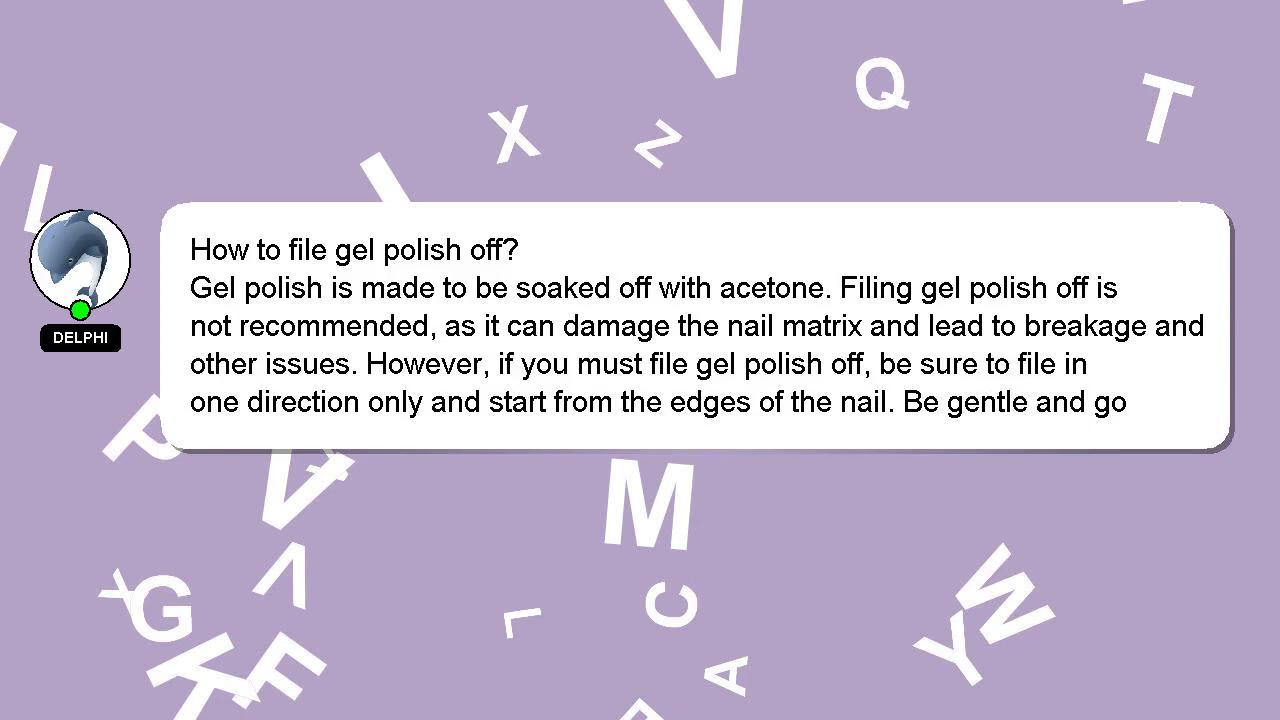 V
Q
T
X
Z
L
How to file gel polish off?
Gel polish is made to be soaked off with acetone. Filing gel polish off is
not recommended, as it can damage the nail matrix and lead to breakage and
other issues. However, if you must file gel polish off, be sure to file in
one direction only and start from the edges of the nail. Be gentle and go
DELPHI
P
V
M
V
X
G
L
C
W
Y
K
F
A